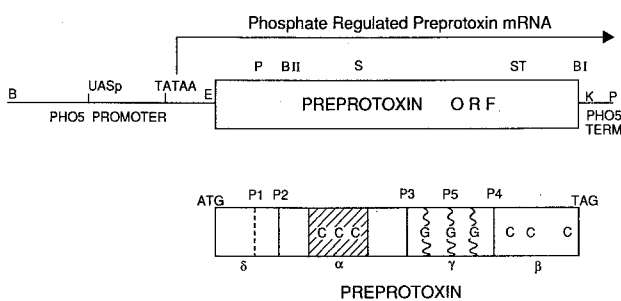 Phosphate Regulated Preprotoxin mRNA
P BII S ST BI
B UASp TATAA E K P
PREPROTOXIN ORF
PHO5 PROMOTER PHO5
TERM
ATG P1 P2 P3 P5 P4 TAG
C C C G G G C C C
δ α γ β
PREPROTOXIN